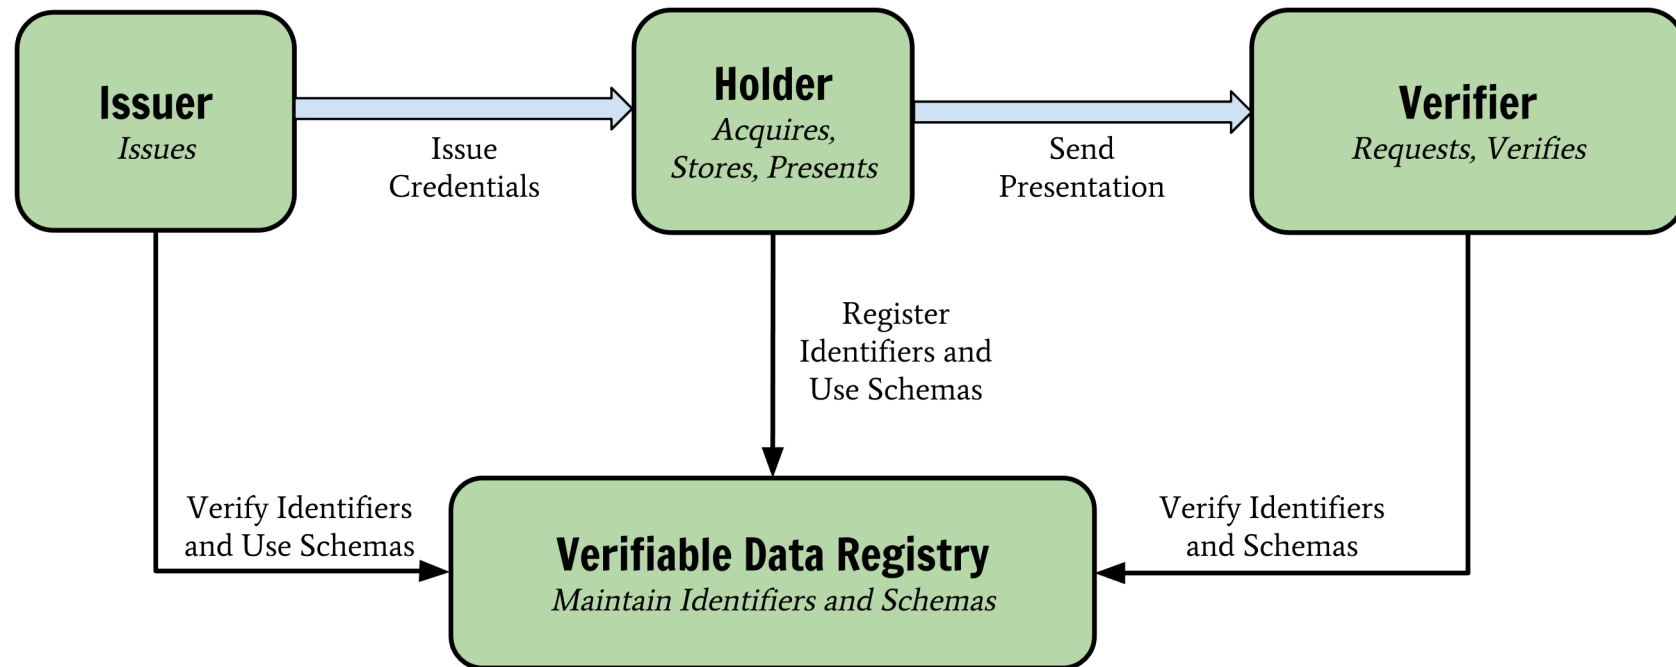 Issuer
Issues
Issue
Credentials
Holder
Acquires,
Stores, Presents
Send
Presentation
Verifier
Requests, Verifies
Register
Identifiers and
Use Schemas
Verify Identifiers
and Use Schemas
Verifiable Data Registry
Maintain Identifiers and Schemas
Verify Identifiers
and Schemas